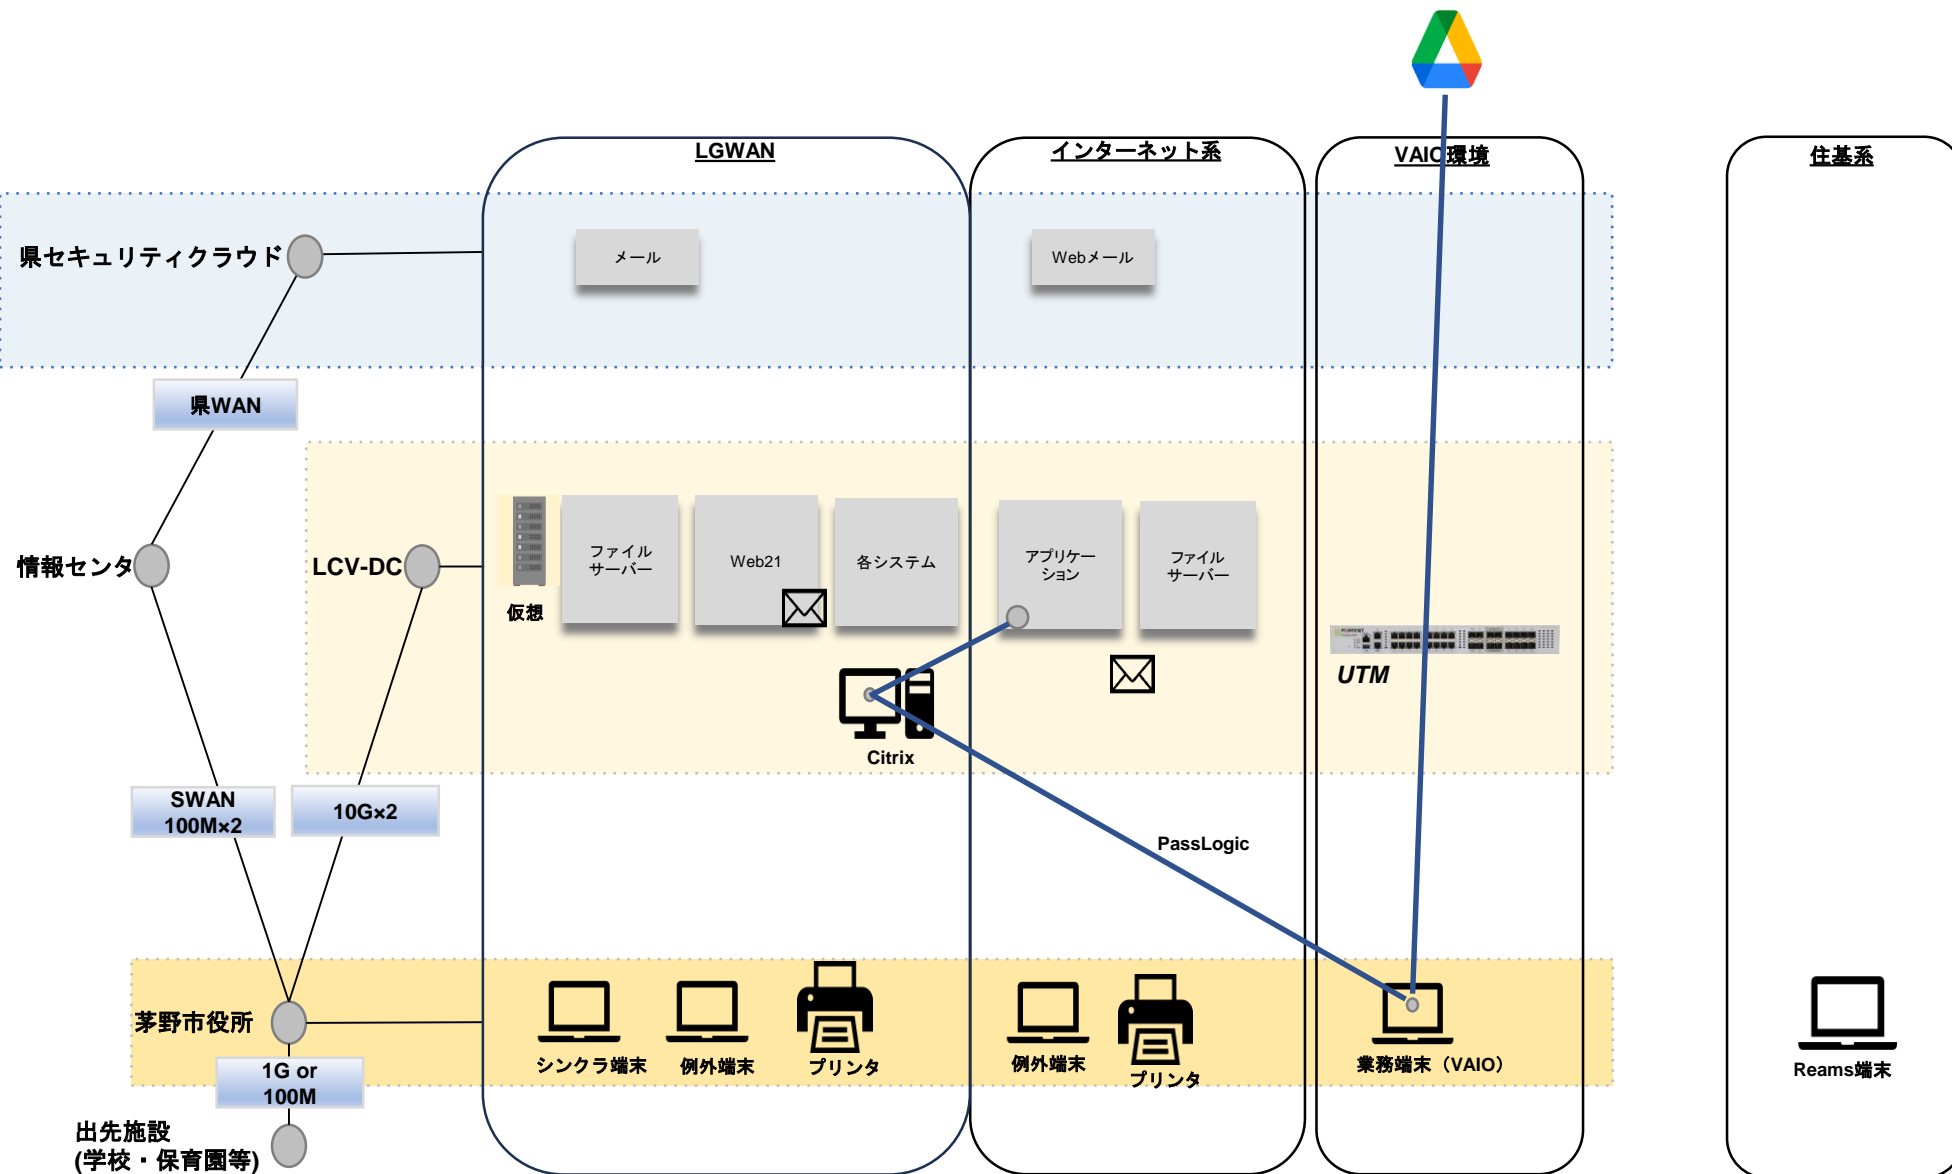 LGWAN
インターネット系
VAIO環境
住基系
県セキュリティクラウド
メール
Webメール
県WAN
情報センタ
LCV-DC
仮想
ファイル
サーバー
Web21
各システム
アプリケー
ション
ファイル
サーバー
FORTINET
UTM
Citrix
SWAN
100M×2
10G×2
PassLogic
茅野市役所
シンクラ端末
例外端末
プリンタ
例外端末
プリンタ
業務端末（VAIO）
Reams端末
1G or
100M
出先施設
(学校・保育園等)